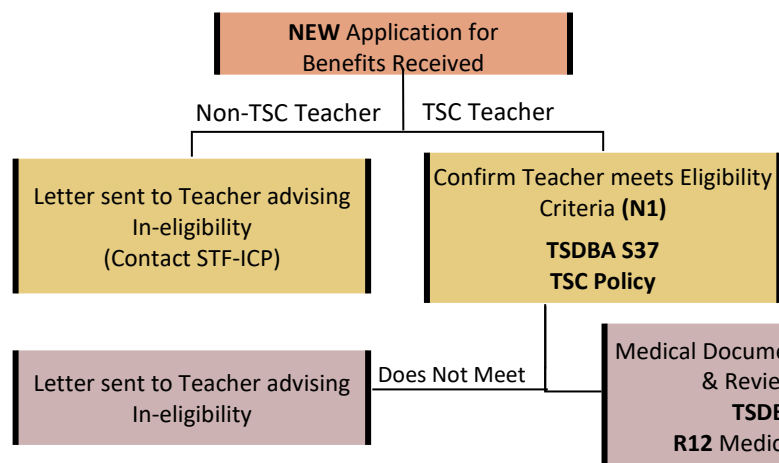 NEW Application for
Benefits Received
Non-TSC Teacher
TSC Teacher
Letter sent to Teacher advising
In-eligibility
(Contact STF-ICP)
Confirm Teacher meets Eligibility
Criteria (N1)
TSDBA S37
TSC Policy
Letter sent to Teacher advising
In-eligibility
Does Not Meet
Medical
&
R12